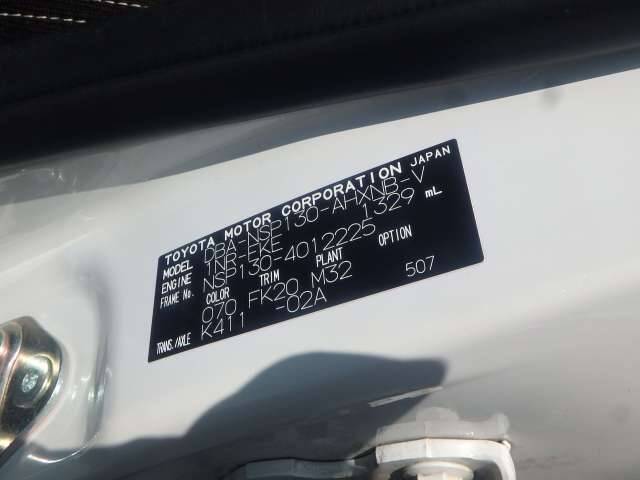 TOYOTA MOTOR CORPORATION JAPAN
MODEL DBA-NSP130-AHXNB-V
ENGINE 1NR-FKE 1329 mL
FRAME No. NSP130-4012225
COLOR TRIM PLANT OPTION
070 FK20 M32 507
TRANS./AXLE K411 -02A